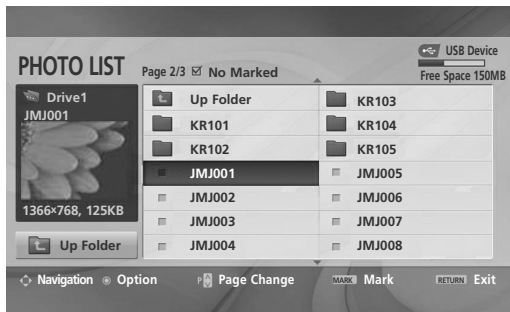 USB Device
PHOTO LIST
Page 2/3 No Marked
Free Space 150MB
Drive1
JMJ001
1366×768, 125KB
Up Folder
Up Folder
KR101
KR102
JMJ001
JMJ002
JMJ003
JMJ004
KR103
KR104
KR105
JMJ005
JMJ006
JMJ007
JMJ008
Navigation Option P Page Change MARK Mark RETURN Exit